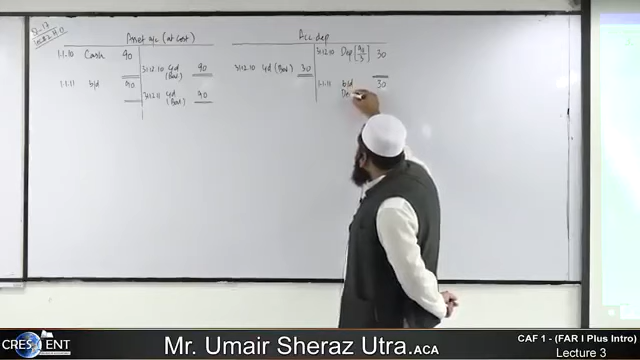 Asset a/c (at cost)
1.1.10 Cash 90
31.12.10 c/d 90
(Bal)
1.1.11 b/d 90
31.12.11 c/d 90
(Bal)
Acc dep
31.12.10 Dep [90/3] 30
31.12.10 c/d (Bal) 30
1.1.11 b/d 30
De
CRESCENT
Mr. Umair Sheraz Utra.ACA
CAF 1 - (FAR I Plus Intro)
Lecture 3